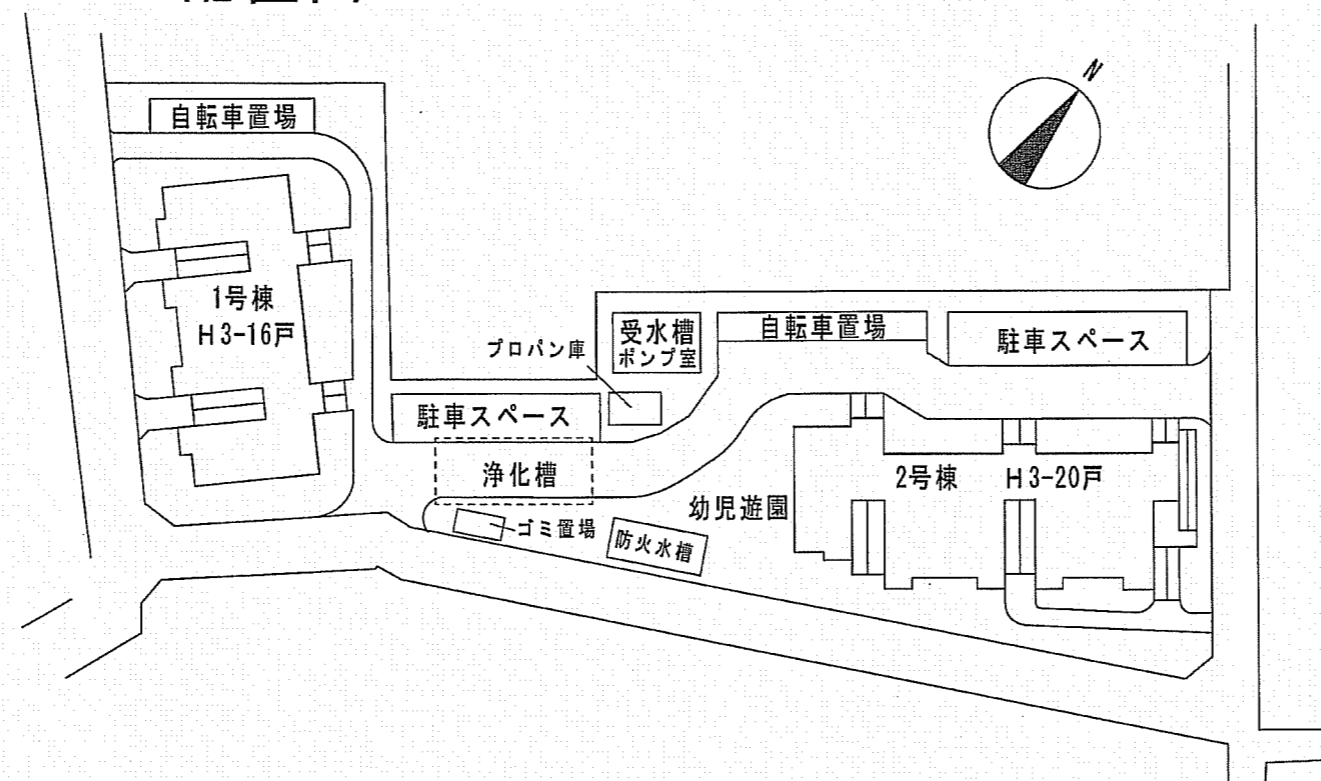 N
自転車置場
1号棟
H3-16戸
プロパン庫
受水槽
ポンプ室
自転車置場
駐車スペース
駐車スペース
浄化槽
2号棟 H3-20戸
幼児遊園
ゴミ置場
防火水槽